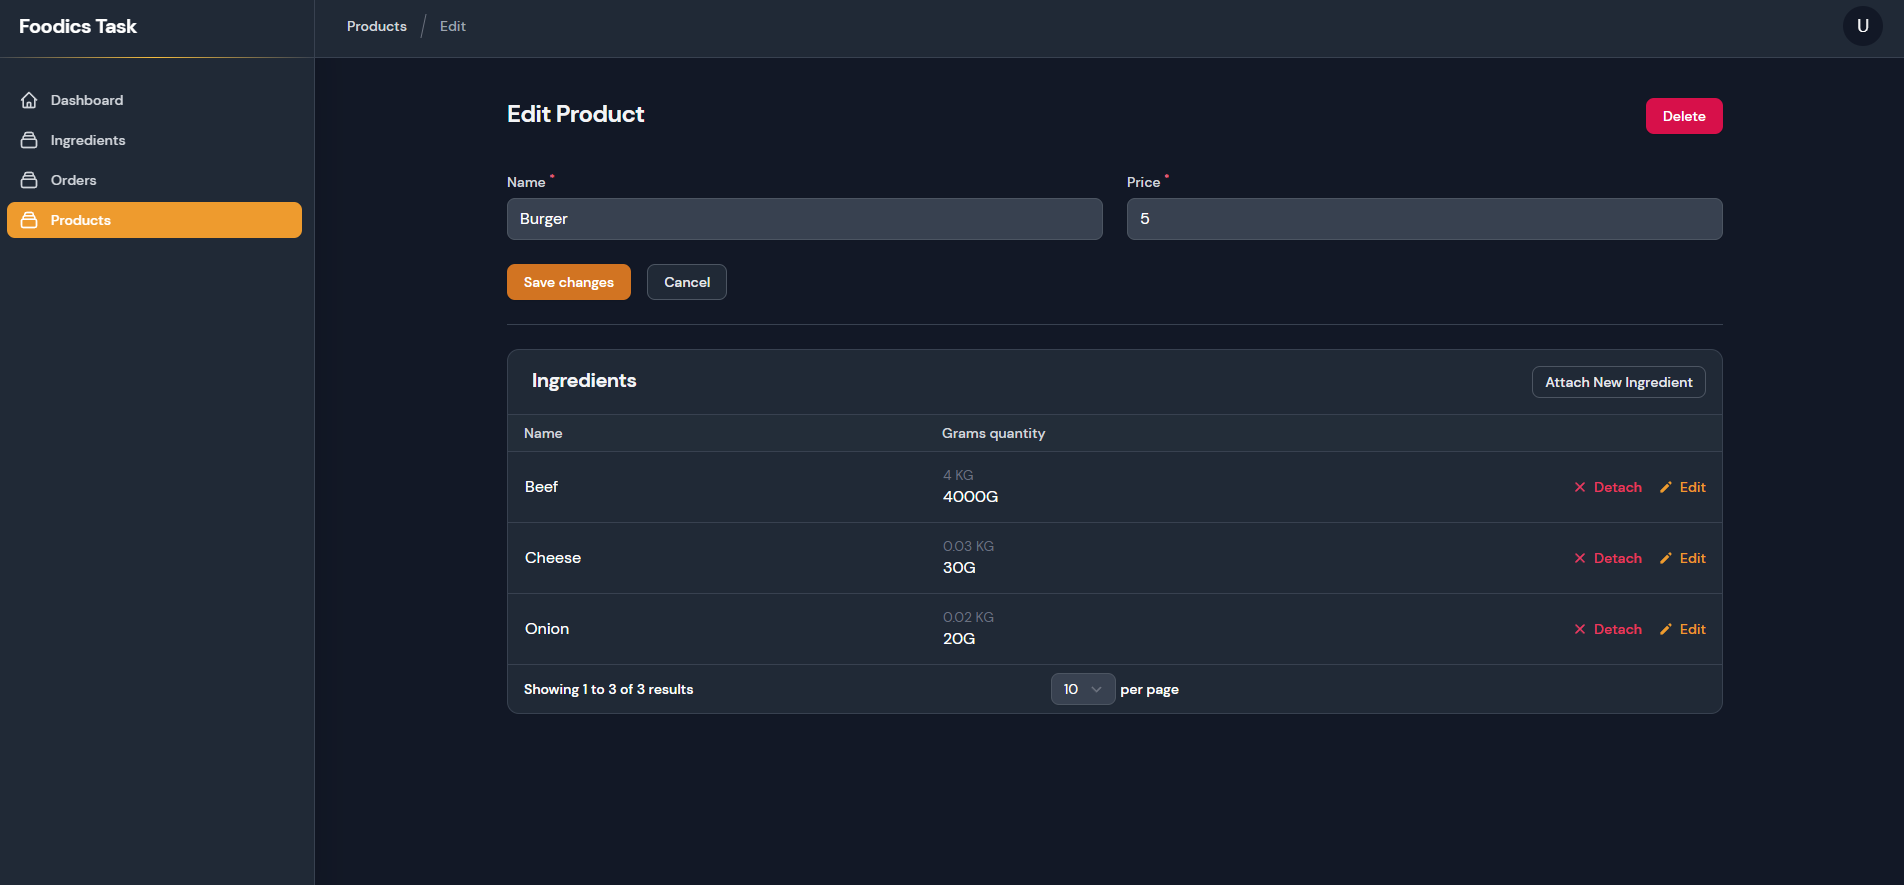 Foodics Task
Products / Edit
U
Dashboard
Ingredients
Orders
Products
Edit Product
Delete
Name *
Price *
Burger
5
Save changes
Cancel
Ingredients
Attach New Ingredient
Name
Grams quantity
Beef
4 KG
4000G
Detach
Edit
Cheese
0.03 KG
30G
Detach
Edit
Onion
0.02 KG
20G
Detach
Edit
Showing 1 to 3 of 3 results
10
per page